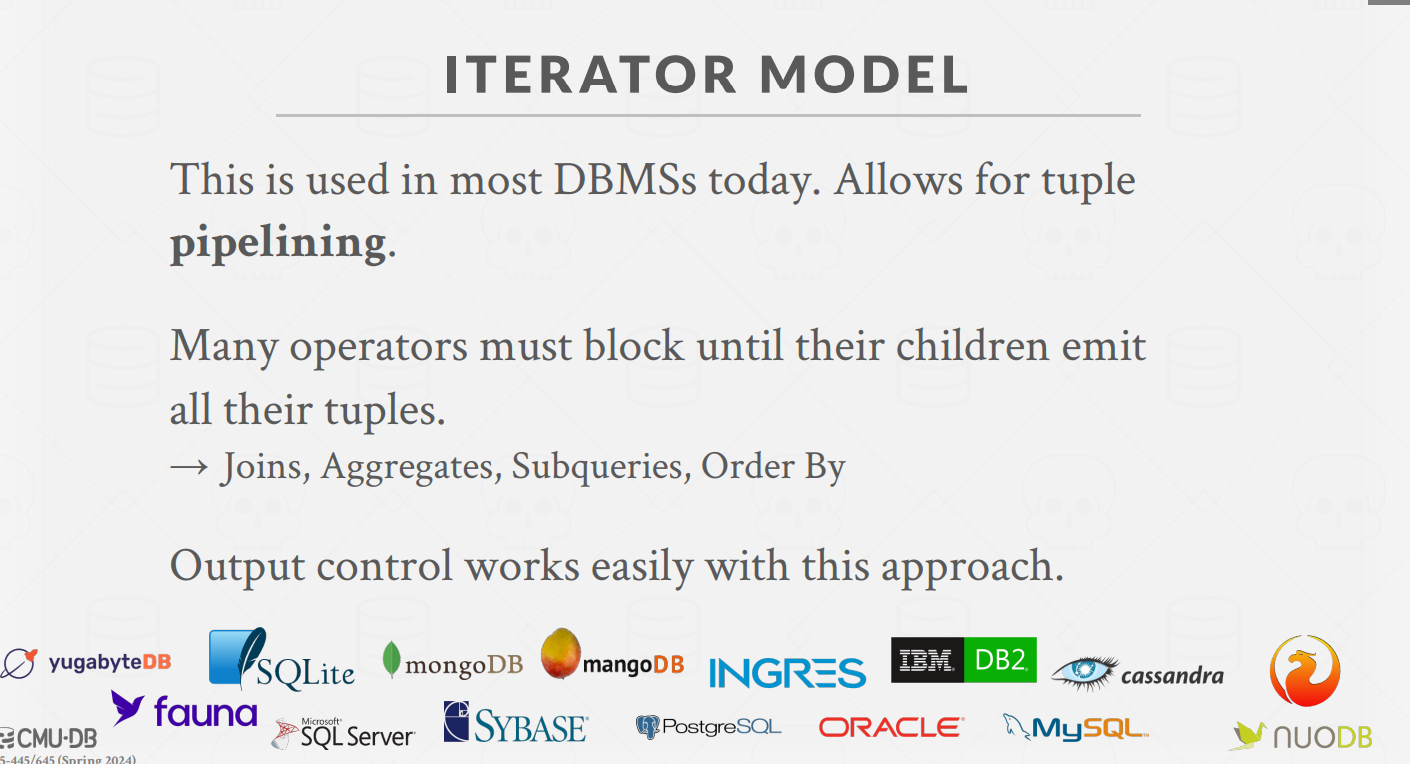 ITERATOR MODEL
This is used in most DBMSs today. Allows for tuple
pipelining.
Many operators must block until their children emit
all their tuples.
→ Joins, Aggregates, Subqueries, Order By
Output control works easily with this approach.
yugabyteDB
SQLite
mongoDB
mangoDB
INGRES
IBM DB2
cassandra
fauna
Microsoft
SQL Server
SYBASE
PostgreSQL
ORACLE
MySQL
NUODB
CMU·DB
5-445/645 (Spring 2024)